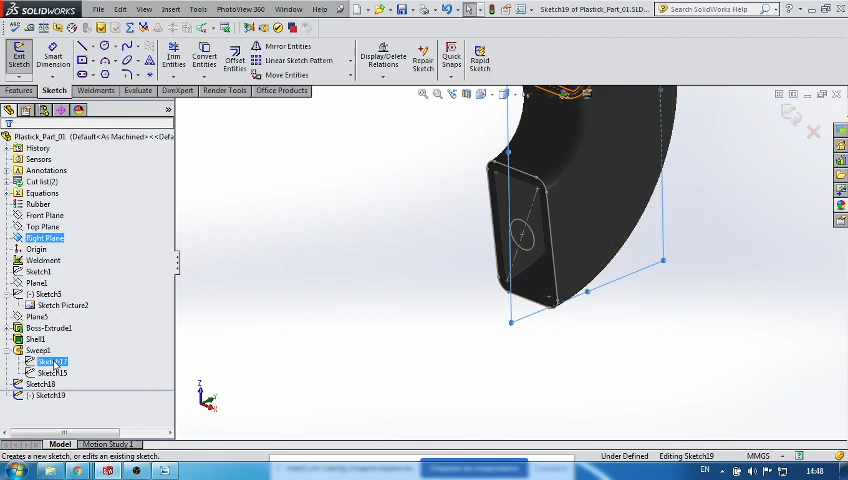 SOLIDWORKS File Edit View Insert Tools PhotoView 360 Window Help Sketch19 of Plastick_Part_01.SLD... Search SolidWorks Help
Exit Sketch Smart Dimension Trim Entities Convert Entities Offset Entities Mirror Entities Linear Sketch Pattern Move Entities Display/Delete Relations Repair Sketch Quick Snaps Rapid Sketch
Features Sketch Weldments Evaluate DimXpert Render Tools Office Products
Plastick_Part_01 (Default<As Machined><<Defa
History
Sensors
Annotations
Cut list(2)
Equations
Rubber
Front Plane
Top Plane
Right Plane
Origin
Weldment
Sketch1
Plane1
(-) Sketch5
Sketch Picture2
Plane5
Boss-Extrude1
Shell1
Sweep1
Sketch17
Sketch15
Sketch18
(-) Sketch19
Z
Y
X
Model Motion Study 1
Creates a new sketch, or edits an existing sketch. Under Defined Editing Sketch19 MMGS
EN 14:48